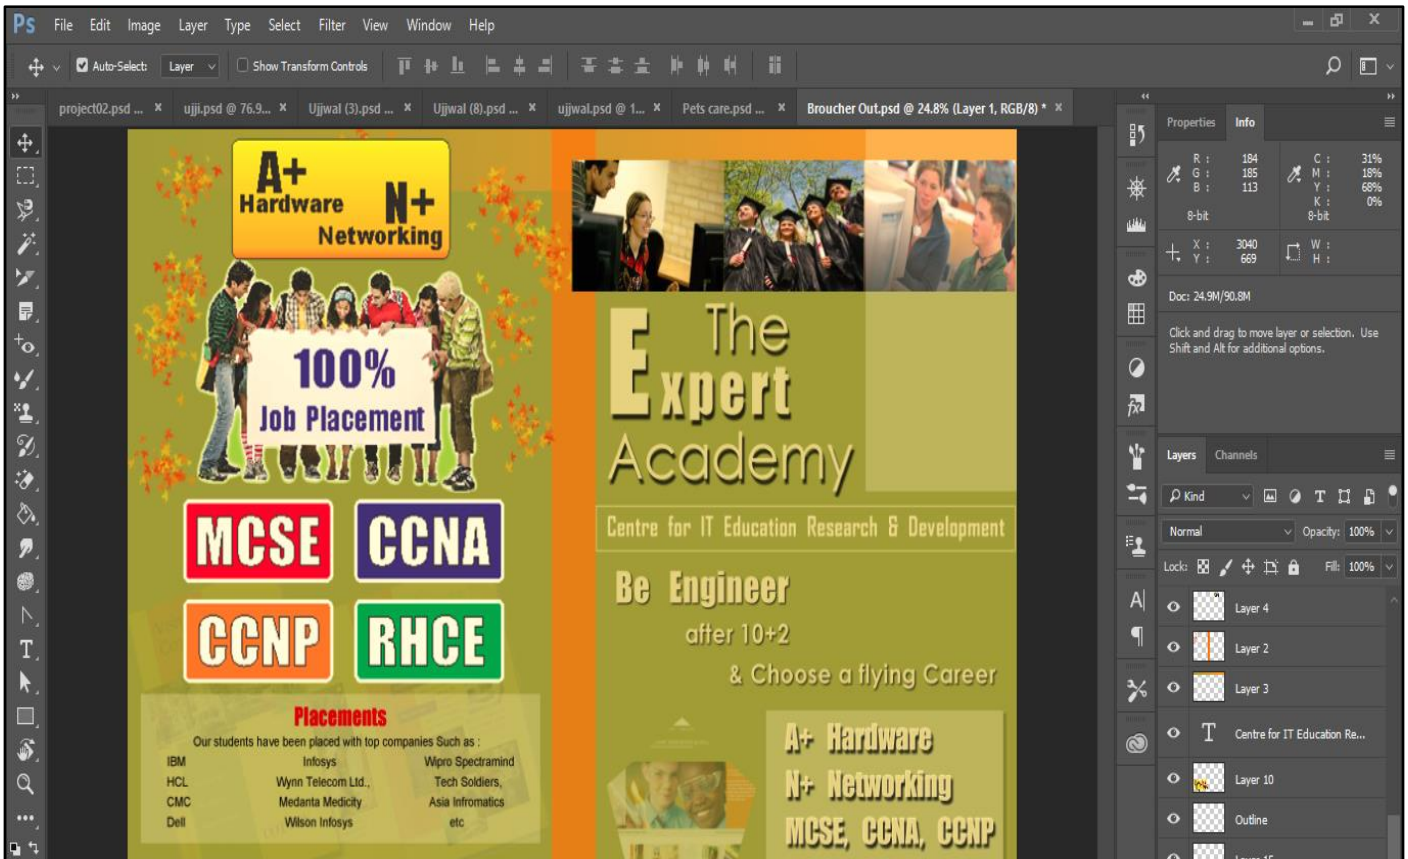 Ps File Edit Image Layer Type Select Filter View Window Help
Auto-Select: Layer Show Transform Controls
project02.psd ... × ujji.psd @ 76.9... × Ujjwal (3).psd ... × Ujjwal (8).psd ... × ujjwal.psd @ 1... × Pets care.psd ... × Broucher Out.psd @ 24.8% (Layer 1, RGB/8) * ×
A+
Hardware
N+
Networking
100%
Job Placement
MCSE CCNA
CCNP RHCE
Placements
Our students have been placed with top companies Such as :
IBM Infosys Wipro Spectramind
HCL Wynn Telecom Ltd., Tech Soldiers,
CMC Medanta Medicity Asia Infromatics
Dell Wilson Infosys etc
The
Expert
Academy
Centre for IT Education Research & Development
Be Engineer
after 10+2
& Choose a flying Career
A+ Hardware
N+ Networking
MCSE, CCNA, CCNP
Properties Info
R : 184 C : 31%
G : 185 M : 18%
B : 113 Y : 68%
K : 0%
8-bit 8-bit
X : 3040 W :
Y : 669 H :
Doc: 24.9M/90.8M
Click and drag to move layer or selection. Use
Shift and Alt for additional options.
Layers Channels
Kind
Normal Opacity: 100%
Lock: Fill: 100%
Layer 4
Layer 2
Layer 3
T Centre for IT Education Re...
Layer 10
Outline